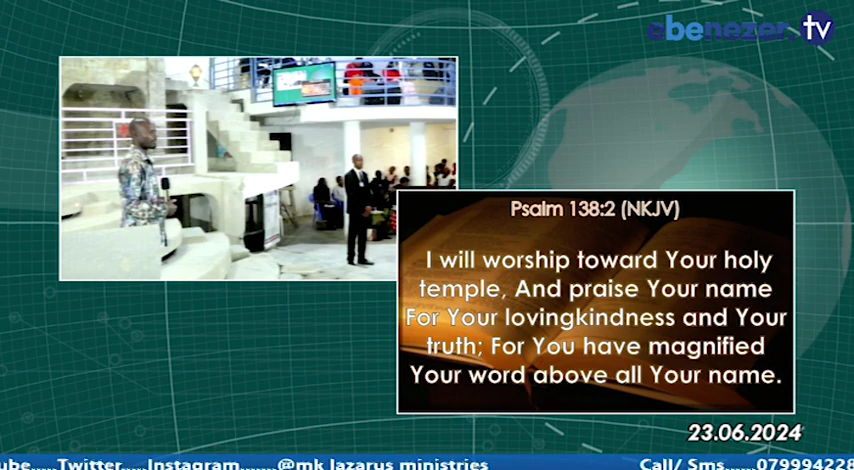 ebenezer.tv
Psalm 138:2 (NKJV)
I will worship toward Your holy
temple, And praise Your name
For Your lovingkindness and Your
truth; For You have magnified
Your word above all Your name.
23.06.2024
ube.....Twitter.....Instagram.......@mk lazarus ministries Call/ Sms......079994228